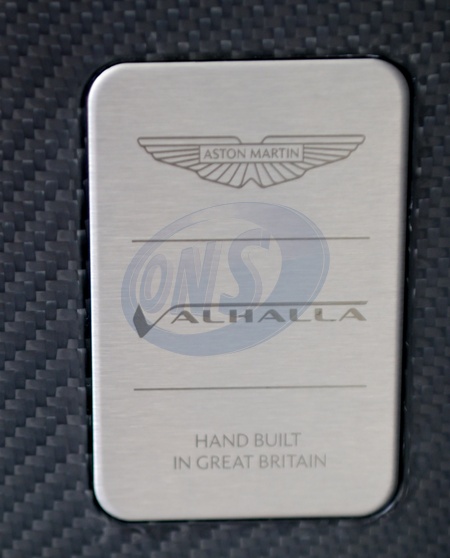 ASTON MARTIN
ONS
VALHALLA
HAND BUILT
IN GREAT BRITAIN